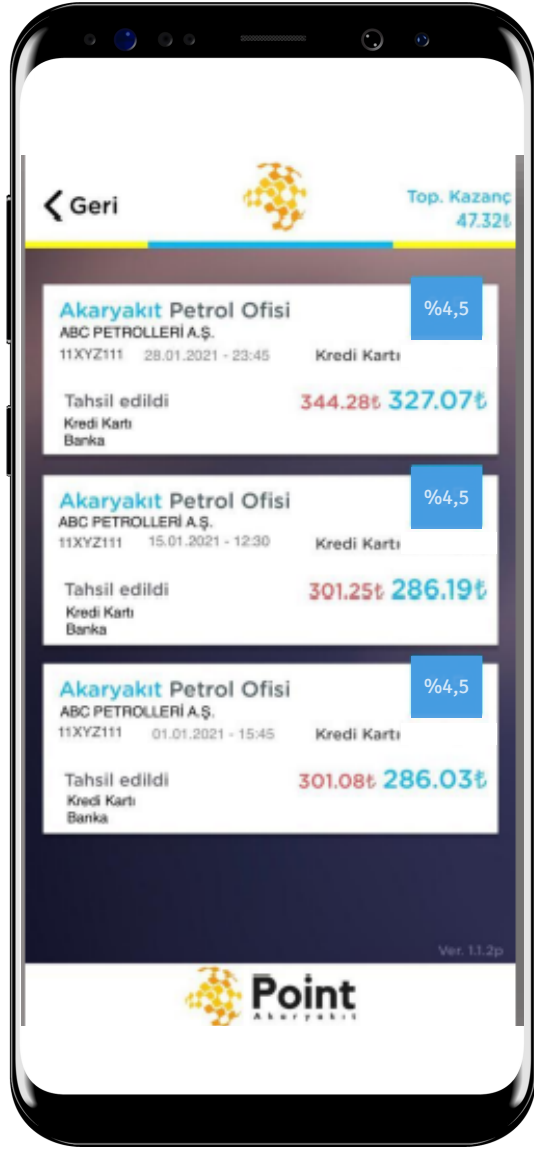 Geri
Top. Kazanç
47.32₺
Akaryakıt Petrol Ofisi
%4,5
ABC PETROLLERİ A.Ş.
11XYZ111 28.01.2021 - 23:45 Kredi Kartı
Tahsil edildi 344.28₺ 327.07₺
Kredi Kartı
Banka
Akaryakıt Petrol Ofisi
%4,5
ABC PETROLLERİ A.Ş.
11XYZ111 15.01.2021 - 12:30 Kredi Kartı
Tahsil edildi 301.25₺ 286.19₺
Kredi Kartı
Banka
Akaryakıt Petrol Ofisi
%4,5
ABC PETROLLERİ A.Ş.
11XYZ111 01.01.2021 - 15:45 Kredi Kartı
Tahsil edildi 301.08₺ 286.03₺
Kredi Kartı
Banka
Ver. 1.1.2p
Point
Akaryakıt